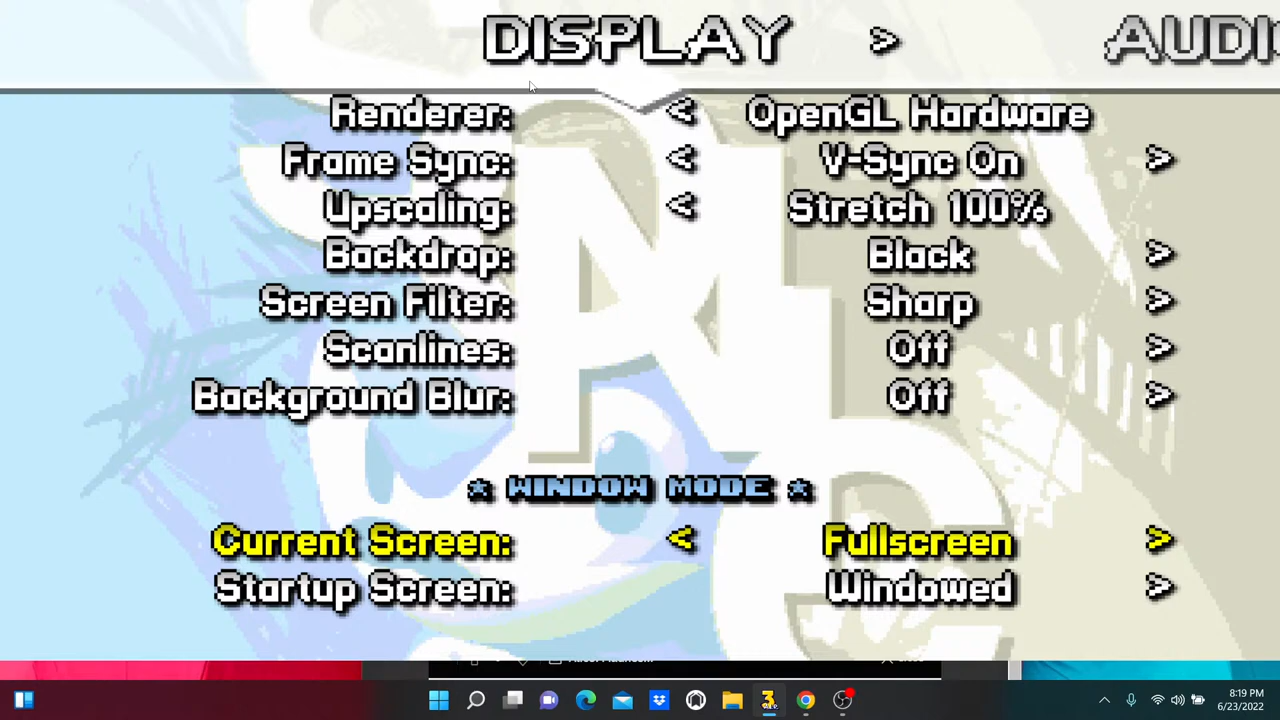 DISPLAY > AUDI
Renderer: < OpenGL Hardware
Frame Sync: < V-Sync On >
Upscaling: < Stretch 100%
Backdrop: Black >
Screen Filter: Sharp >
Scanlines: Off >
Background Blur: Off >
★ WINDOW MODE ★
Current Screen: < Fullscreen >
Startup Screen: Windowed >
8:19 PM
6/23/2022